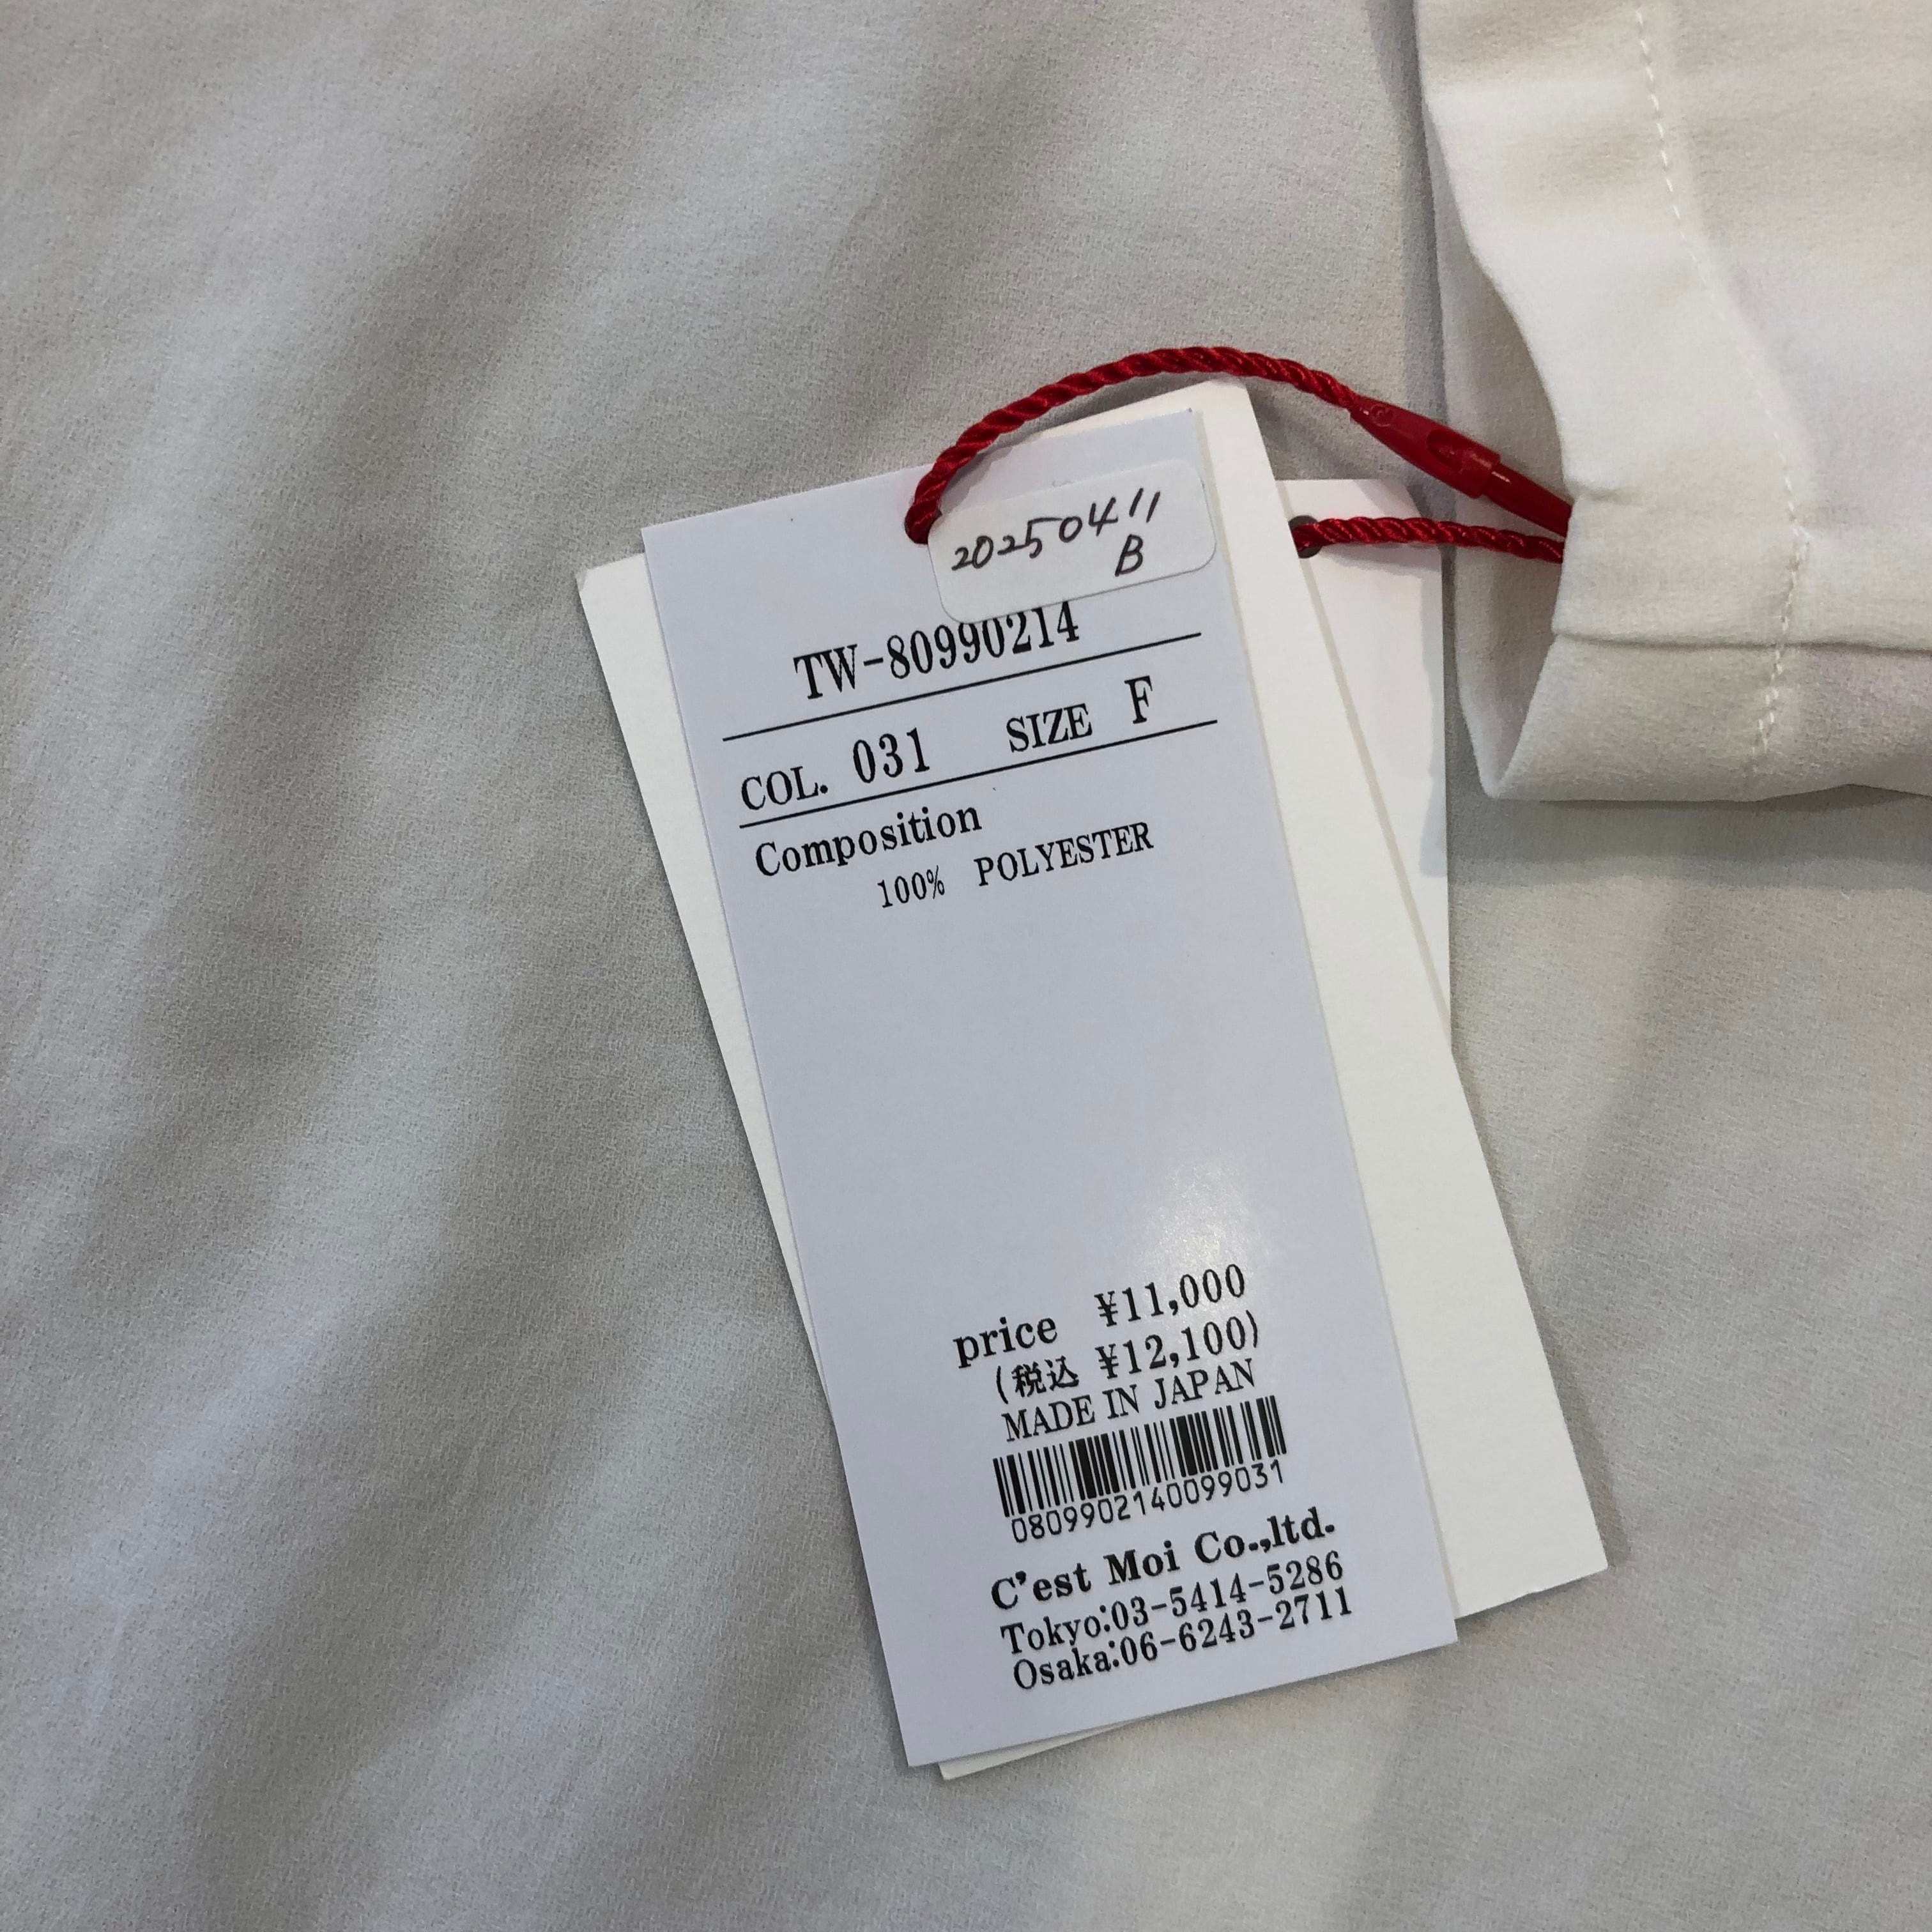 20250411
B
TW-80990214
COL. 031 SIZE F
Composition
100% POLYESTER
price ¥11,000
(税込 ¥12,100)
MADE IN JAPAN
0809902140099031
C'est Moi Co.,ltd.
Tokyo:03-5414-5286
Osaka:06-6243-2711